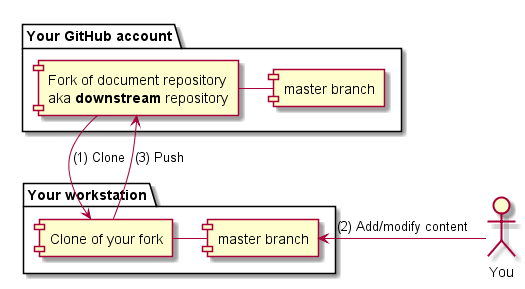 Your GitHub account
Fork of document repository
aka downstream repository
master branch
(1) Clone
(3) Push
Your workstation
Clone of your fork
master branch
(2) Add/modify content
You